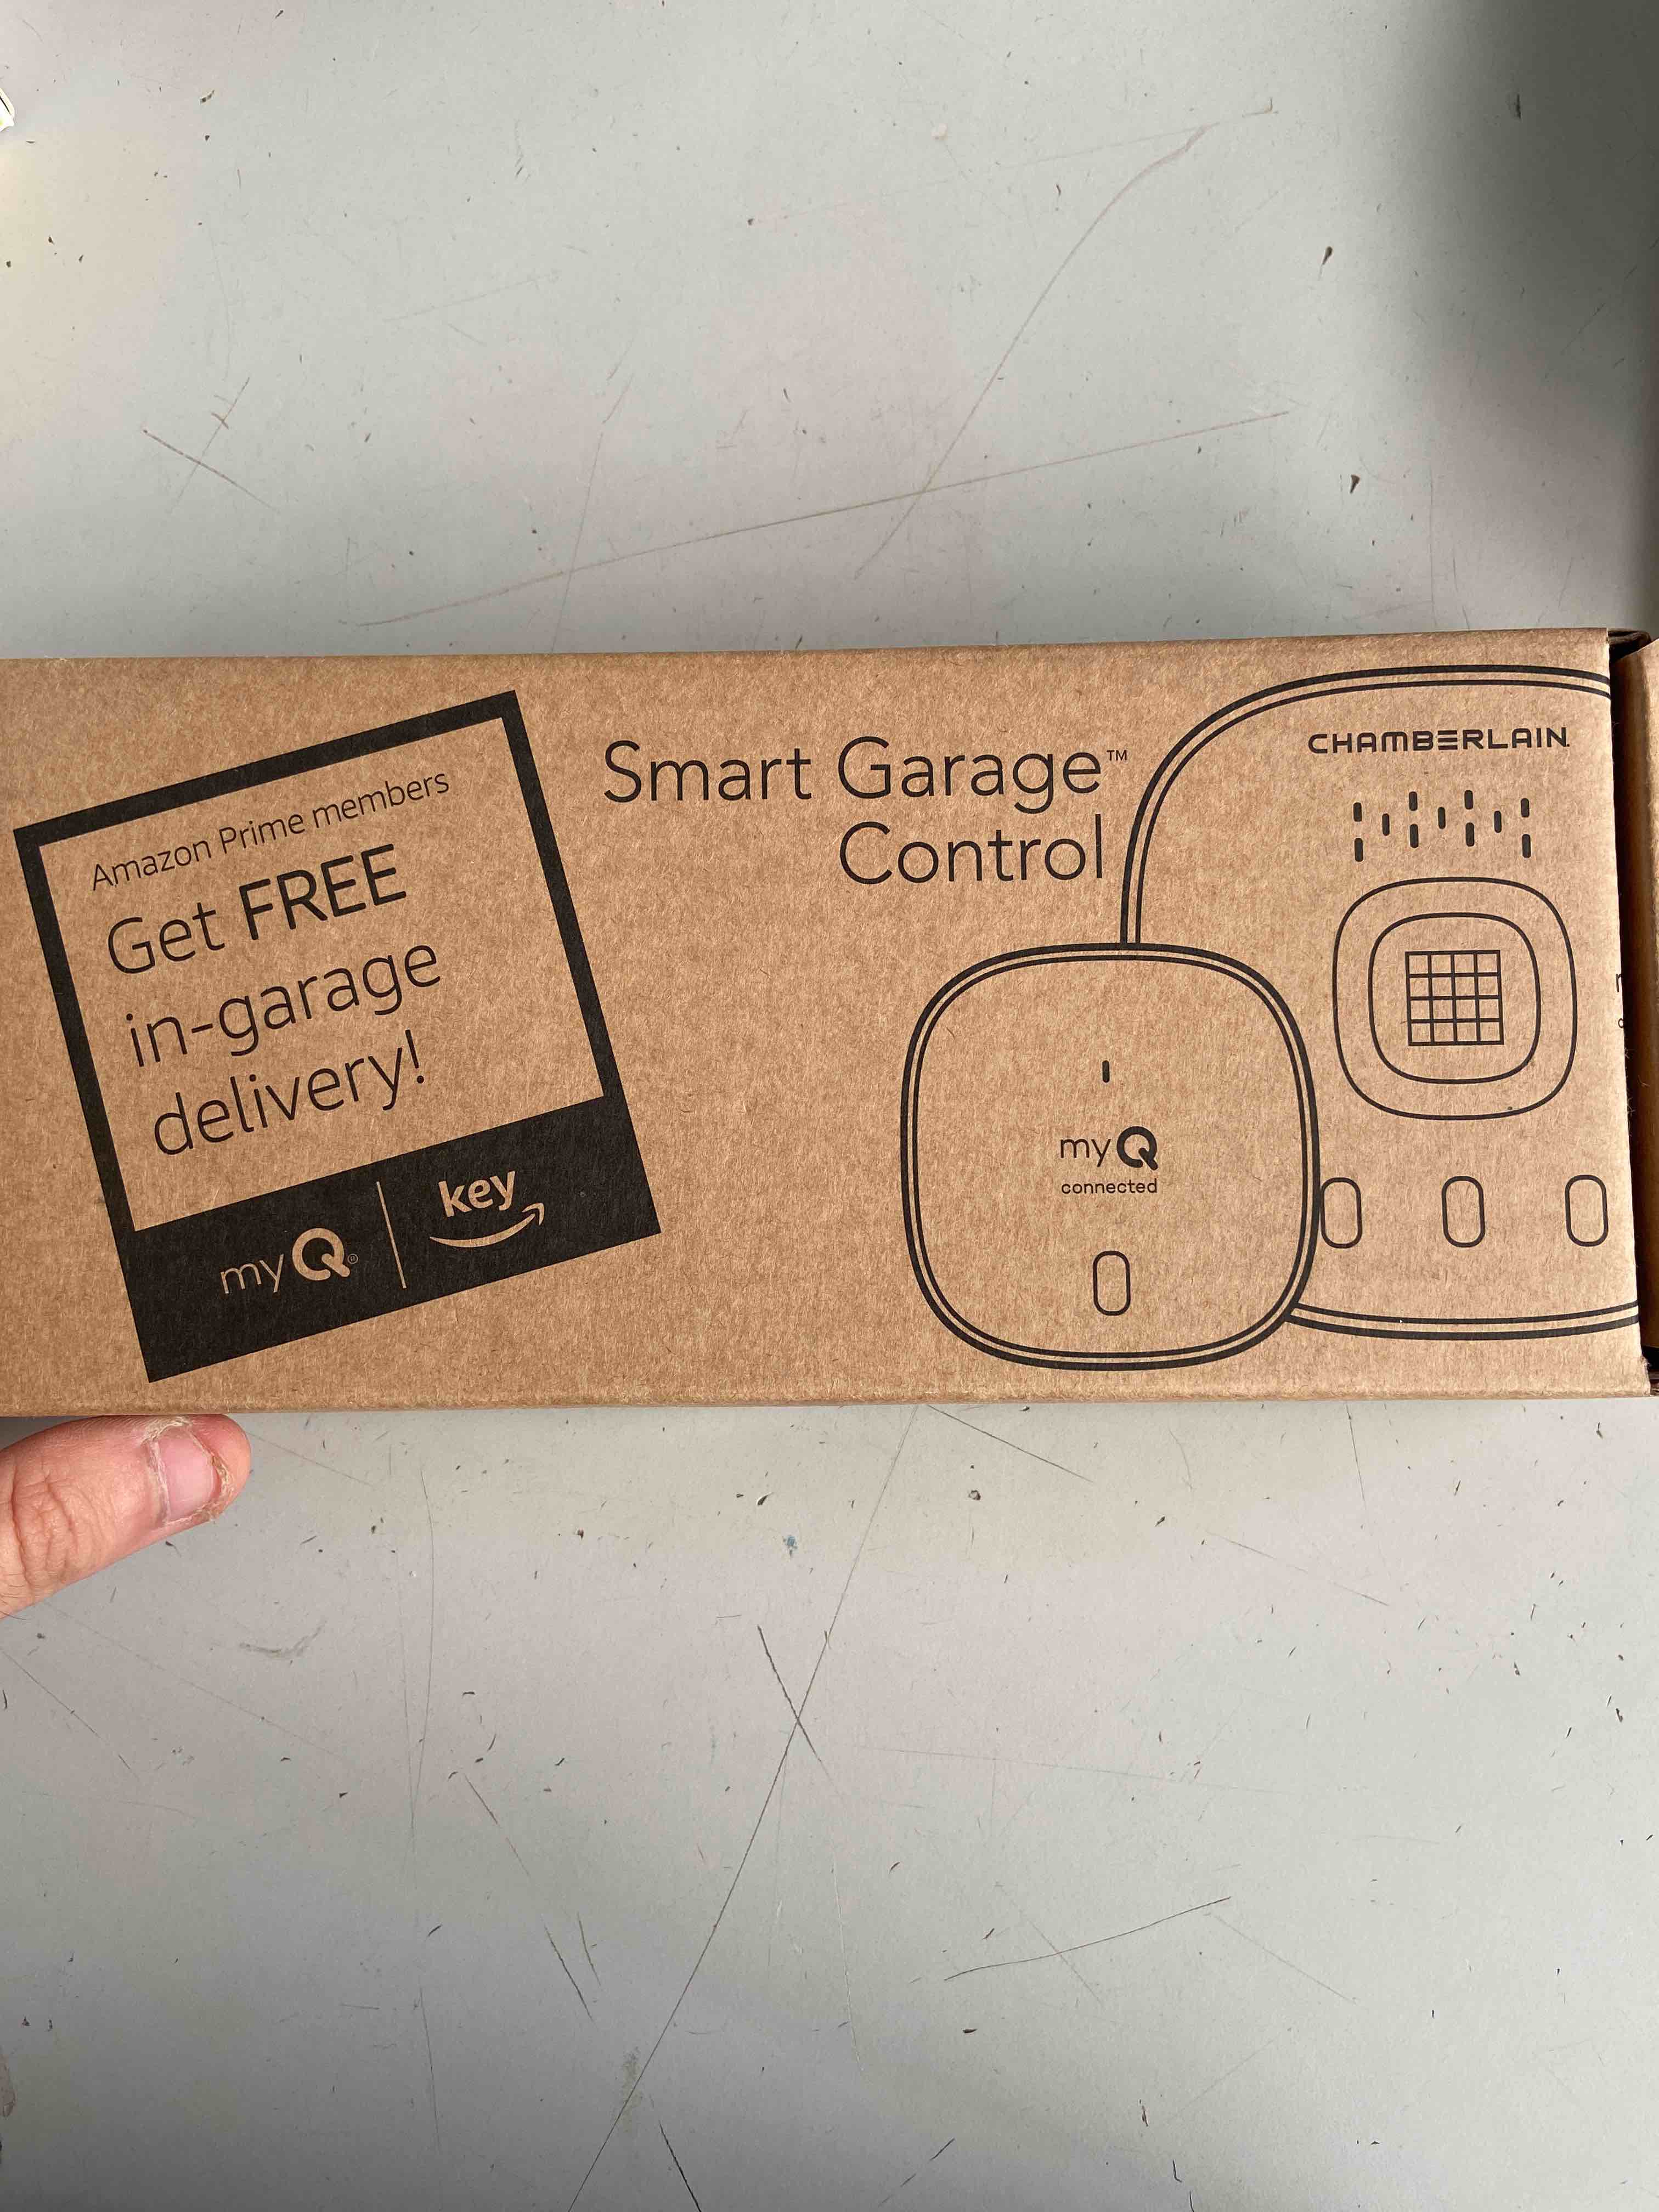 Amazon Prime members
Get FREE
in-garage
delivery!
myQ®
key
Smart Garage™
Control
CHAMBERLAIN
myQ
connected